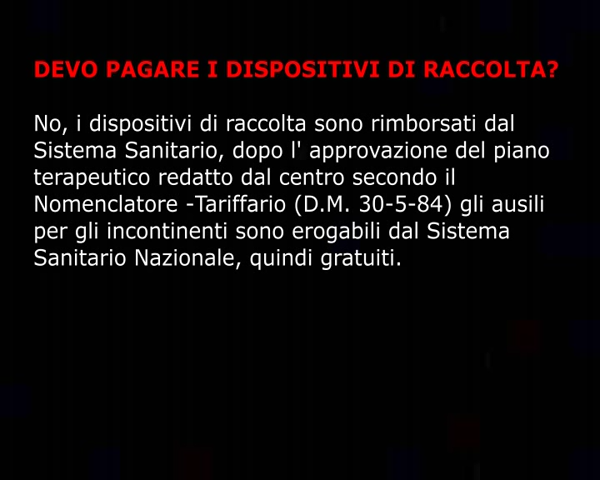 DEVO PAGARE I DISPOSITIVI DI RACCOLTA?
No, i dispositivi di raccolta sono rimborsati dal
Sistema Sanitario, dopo l' approvazione del piano
terapeutico redatto dal centro secondo il
Nomenclatore -Tariffario (D.M. 30-5-84) gli ausili
per gli incontinenti sono erogabili dal Sistema
Sanitario Nazionale, quindi gratuiti.